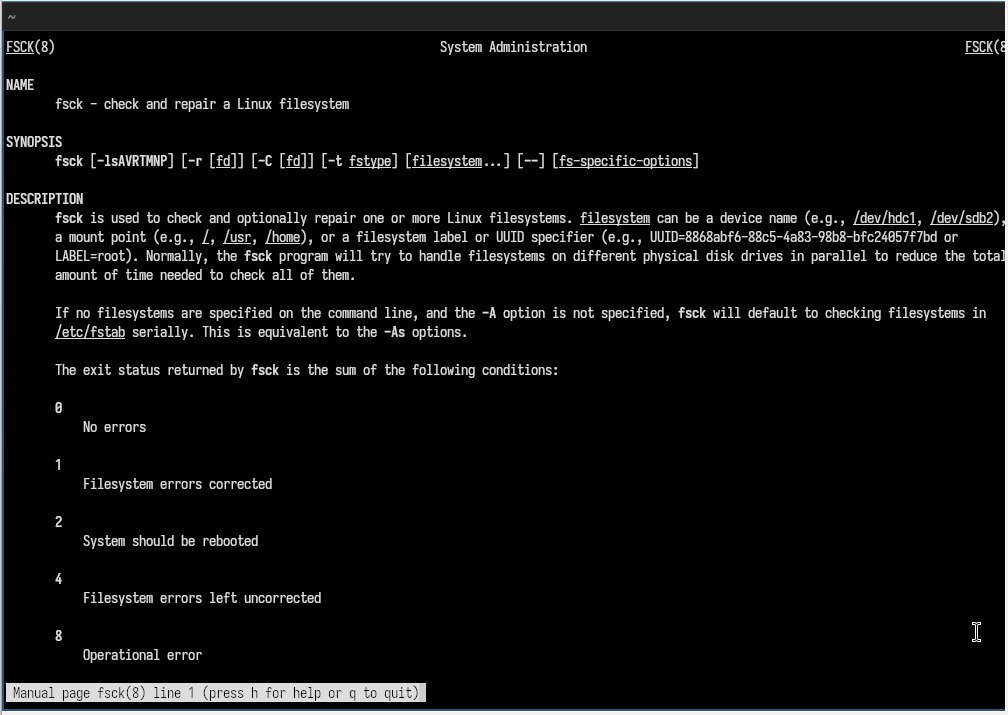 ~
FSCK(8) System Administration FSCK(8
NAME
fsck - check and repair a Linux filesystem
SYNOPSIS
fsck [-lsAVRTMNP] [-r [fd]] [-C [fd]] [-t fstype] [filesystem...] [--] [fs-specific-options]
DESCRIPTION
fsck is used to check and optionally repair one or more Linux filesystems. filesystem can be a device name (e.g., /dev/hdc1, /dev/sdb2),
a mount point (e.g., /, /usr, /home), or a filesystem label or UUID specifier (e.g., UUID=8868abf6-88c5-4a83-98b8-bfc24057f7bd or
LABEL=root). Normally, the fsck program will try to handle filesystems on different physical disk drives in parallel to reduce the total
amount of time needed to check all of them.
If no filesystems are specified on the command line, and the -A option is not specified, fsck will default to checking filesystems in
/etc/fstab serially. This is equivalent to the -As options.
The exit status returned by fsck is the sum of the following conditions:
0
No errors
1
Filesystem errors corrected
2
System should be rebooted
4
Filesystem errors left uncorrected
8
Operational error
Manual page fsck(8) line 1 (press h for help or q to quit)